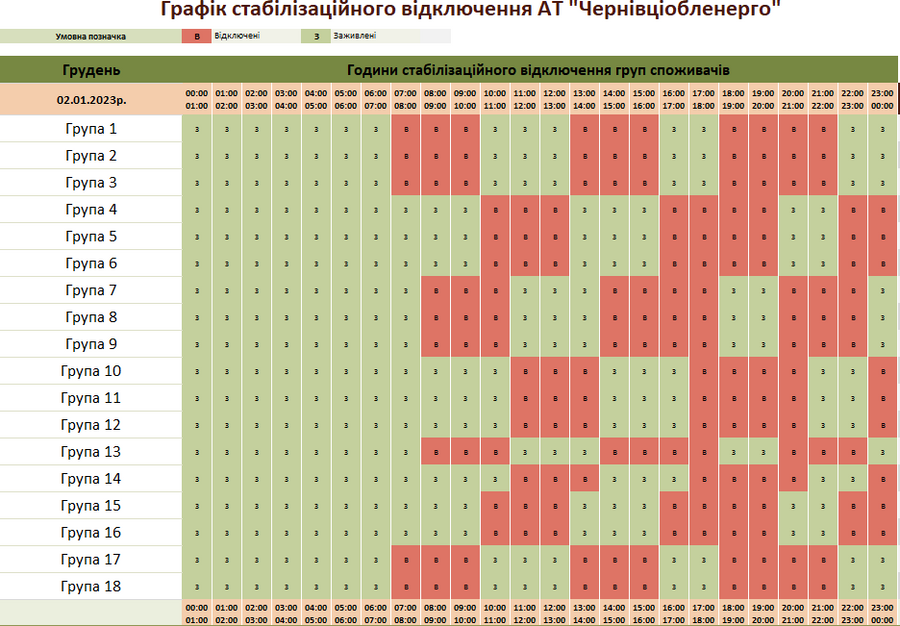 Графік стабілізаційного відключення АТ "Чернівціобленерго"
Умовна позначка В Відключені З Заживлені
Грудень Години стабілізаційного відключення груп споживачів
02.01.2023р.
00:00 01:00 02:00 03:00 04:00 05:00 06:00 07:00 08:00 09:00 10:00 11:00 12:00 13:00 14:00 15:00 16:00 17:00 18:00 19:00 20:00 21:00 22:00 23:00
01:00 02:00 03:00 04:00 05:00 06:00 07:00 08:00 09:00 10:00 11:00 12:00 13:00 14:00 15:00 16:00 17:00 18:00 19:00 20:00 21:00 22:00 23:00 00:00
Група 1 З З З З З З З В В В З З З В В В З З В В В В З З
Група 2 З З З З З З З В В В З З З В В В З З В В В В З З
Група 3 З З З З З З З В В В З З З В В В З З В В В В З З
Група 4 З З З З З З З З З З В В В З З З В В В В З З В В
Група 5 З З З З З З З З З З В В В З З З В В В В З З В В
Група 6 З З З З З З З З З З В В В З З З В В В В З З В В
Група 7 З З З З З З З З В В В З З З В В В В З З В В В З
Група 8 З З З З З З З З В В В З З З В В В В З З В В В З
Група 9 З З З З З З З З В В В З З З В В В В З З В В В З
Група 10 З З З З З З З З З З З В В В З З З В В В В З З В
Група 11 З З З З З З З З З З З В В В З З З В В В В З З В
Група 12 З З З З З З З З З З З В В В З З З В В В В З З В
Група 13 З З З З З З З З В В В З З З В В В В З З В В В З
Група 14 З З З З З З З З З З З В В В З З З В В В В З З В
Група 15 З З З З З З З З З З В В В З З З В В В В З З В В
Група 16 З З З З З З З З З З В В В З З З В В В В З З В В
Група 17 З З З З З З З В В В З З З В В В З З В В В В З З
Група 18 З З З З З З З В В В З З З В В В З З В В В В З З
00:00 01:00 02:00 03:00 04:00 05:00 06:00 07:00 08:00 09:00 10:00 11:00 12:00 13:00 14:00 15:00 16:00 17:00 18:00 19:00 20:00 21:00 22:00 23:00
01:00 02:00 03:00 04:00 05:00 06:00 07:00 08:00 09:00 10:00 11:00 12:00 13:00 14:00 15:00 16:00 17:00 18:00 19:00 20:00 21:00 22:00 23:00 00:00